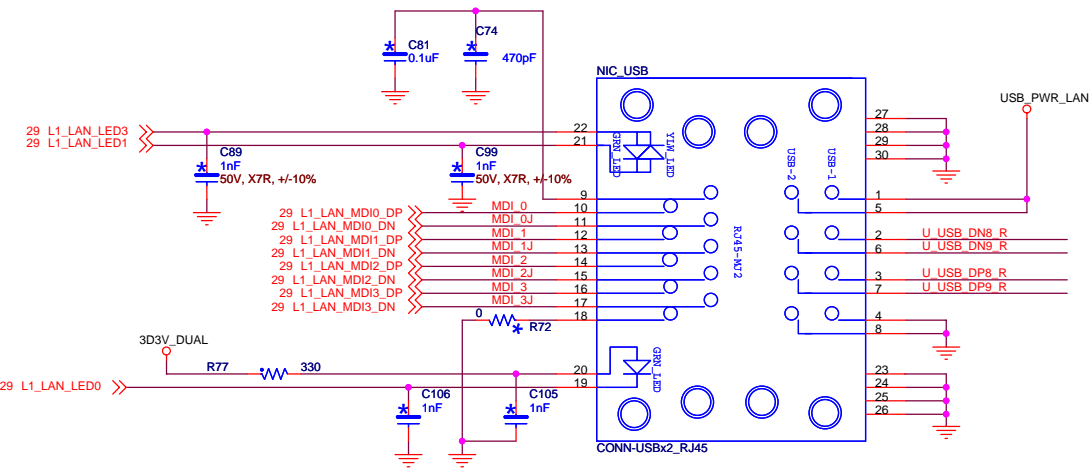 C81
0.1uF
C74
470pF
NIC_USB
USB_PWR_LAN
29 L1_LAN_LED3
29 L1_LAN_LED1
22
21
GRN_LED
YLW_LED
27
28
29
30
C89
1nF
50V, X7R, +/-10%
C99
1nF
50V, X7R, +/-10%
USB-2
USB-1
9
1
29 L1_LAN_MDI0_DP
MDI_0
10
5
29 L1_LAN_MDI0_DN
MDI_0J
11
29 L1_LAN_MDI1_DP
MDI_1
12
2
U_USB_DN8_R
29 L1_LAN_MDI1_DN
MDI_1J
13
6
U_USB_DN9_R
RJ45-MJ2
29 L1_LAN_MDI2_DP
MDI_2
14
29 L1_LAN_MDI2_DN
MDI_2J
15
3
U_USB_DP8_R
29 L1_LAN_MDI3_DP
MDI_3
16
7
U_USB_DP9_R
29 L1_LAN_MDI3_DN
MDI_3J
17
0
R72
18
4
8
3D3V_DUAL
R77
330
20
GRN_LED
23
29 L1_LAN_LED0
19
24
25
26
C106
1nF
C105
1nF
CONN-USBx2_RJ45